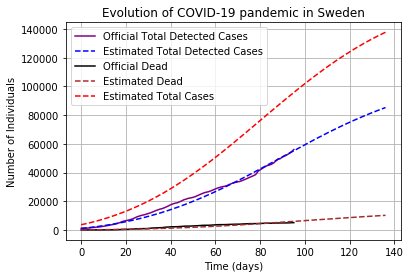 Evolution of COVID-19 pandemic in Sweden
Official Total Detected Cases
Estimated Total Detected Cases
Official Dead
Estimated Dead
Estimated Total Cases
Number of Individuals
140000
120000
100000
80000
60000
40000
20000
0
0 20 40 60 80 100 120 140
Time (days)